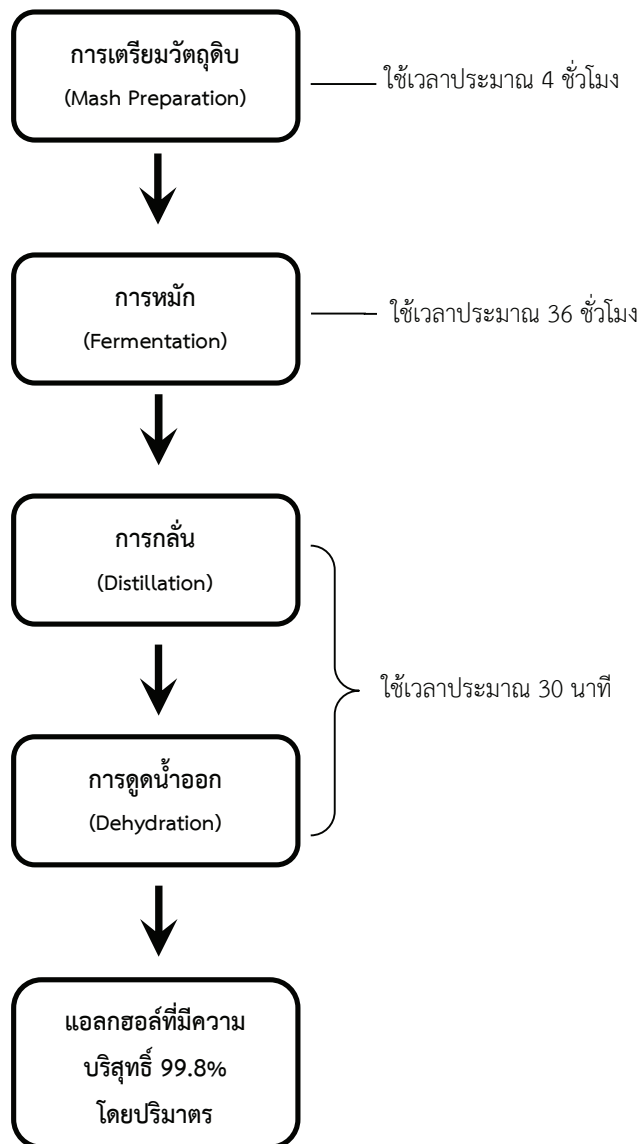 การเตรียมวัตถุดิบ
(Mash Preparation)
ใช้เวลาประมาณ 4 ชั่วโมง
การหมัก
(Fermentation)
ใช้เวลาประมาณ 36 ชั่วโมง
การกลั่น
(Distillation)
ใช้เวลาประมาณ 30 นาที
การดูดน้ำออก
(Dehydration)
แอลกฮอล์ที่มีความ
บริสุทธิ์ 99.8%
โดยปริมาตร